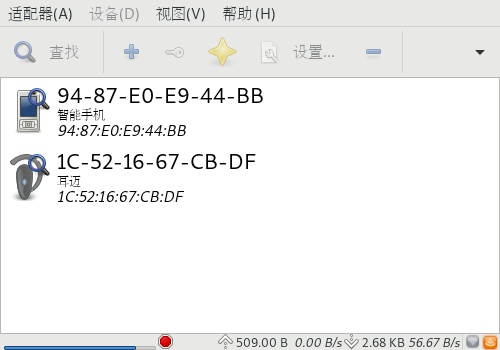 适配器(A) 设备(D) 视图(V) 帮助(H)
查找 设置...
94-87-E0-E9-44-BB
智能手机
94:87:E0:E9:44:BB
1C-52-16-67-CB-DF
耳迈
1C:52:16:67:CB:DF
509.00 B 0.00 B/s 2.68 KB 56.67 B/s